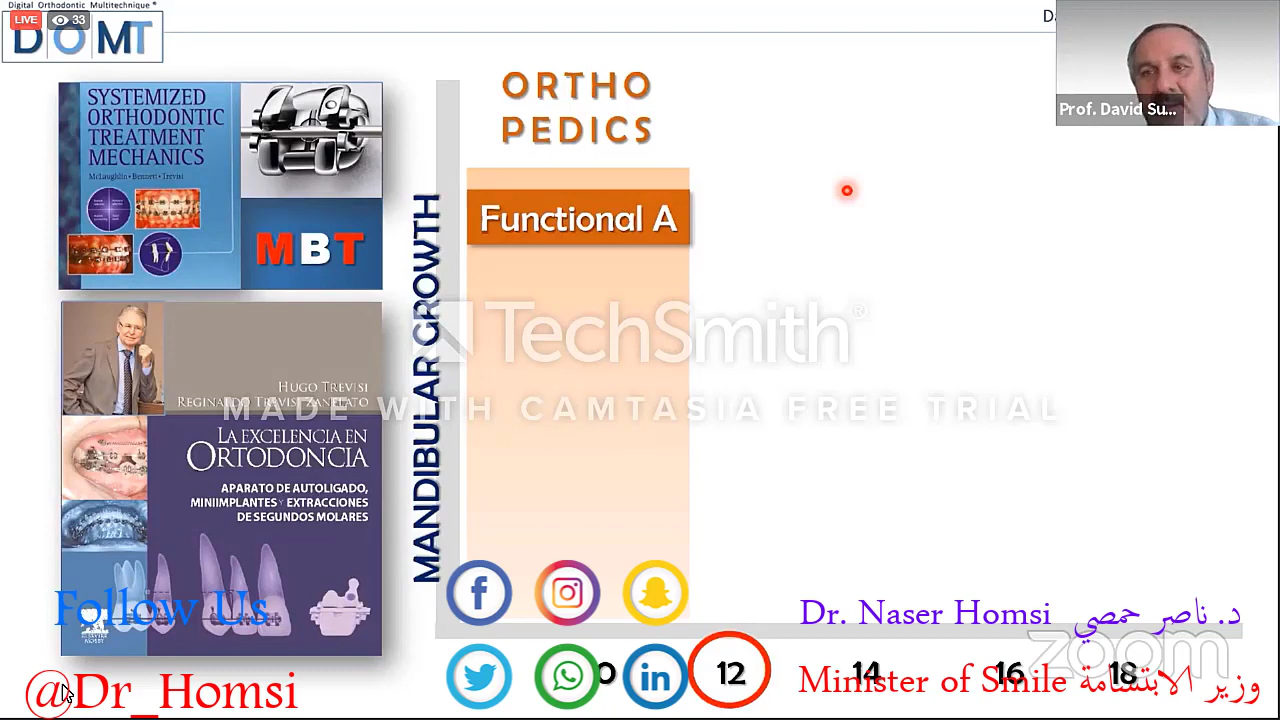 Digital Orthodontic Multitechnique®
LIVE 33
DOMT
Prof. David Su...
ORTHO
PEDICS
SYSTEMIZED
ORTHODONTIC
TREATMENT
MECHANICS
McLaughlin • Bennett • Trevisi
MBT
Functional A
MANDIBULAR GROWTH
TechSmith®
MADE WITH CAMTASIA FREE TRIAL
HUGO TREVISI
REGINALDO TREVISI ZANELATO
LA EXCELENCIA EN
ORTODONCIA
APARATO DE AUTOLIGADO,
MINIIMPLANTES Y EXTRACCIONES
DE SEGUNDOS MOLARES
ELSEVIER
MOSBY
Follow Us
@Dr_Homsi
Dr. Naser Homsi د. ناصر حمصي
zoom
12 14 16 18
Minister of Smile وزير الابتسامة